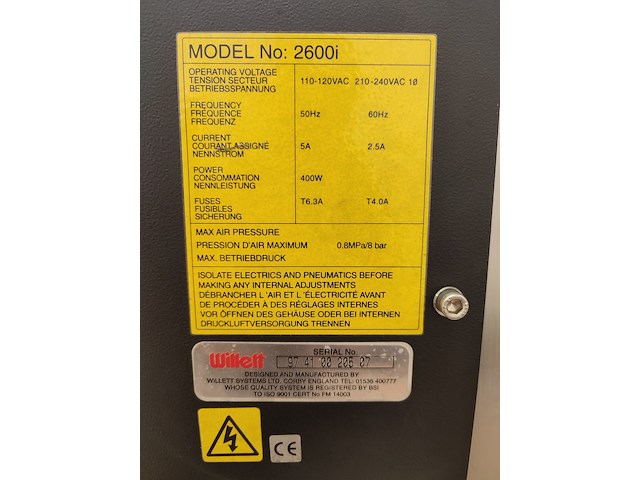 MODEL No: 2600i
OPERATING VOLTAGE
TENSION SECTEUR 110-120VAC 210-240VAC 1Ø
BETRIEBSSPANNUNG
FREQUENCY
FRÉQUENCE 50Hz 60Hz
FREQUENZ
CURRENT
COURANT ASSIGNÉ 5A 2.5A
NENNSTROM
POWER
CONSOMMATION 400W
NENNLEISTUNG
FUSES T6.3A T4.0A
FUSIBLES
SICHERUNG
MAX AIR PRESSURE
PRESSION D'AIR MAXIMUM 0.8MPa/8 bar
MAX. BETRIEBDRUCK
ISOLATE ELECTRICS AND PNEUMATICS BEFORE
MAKING ANY INTERNAL ADJUSTMENTS
DÉBRANCHER L'AIR ET L'ÉLECTRICITÉ AVANT
DE PROCÉDER À DES RÉGLAGES INTERNES
VOR ÖFFNEN DES GEHÄUSE ODER BEI INTERNEN
DRUCKLUFTVERSORGUNG TRENNEN
Willett SERIAL No.
97 41 00 205 07
DESIGNED AND MANUFACTURED BY
WILLETT SYSTEMS LTD. CORBY ENGLAND TEL: 01536 400777
WHOSE QUALITY SYSTEM IS REGISTERED BY BSI
TO ISO 9001 CERT No FM 14003
CE